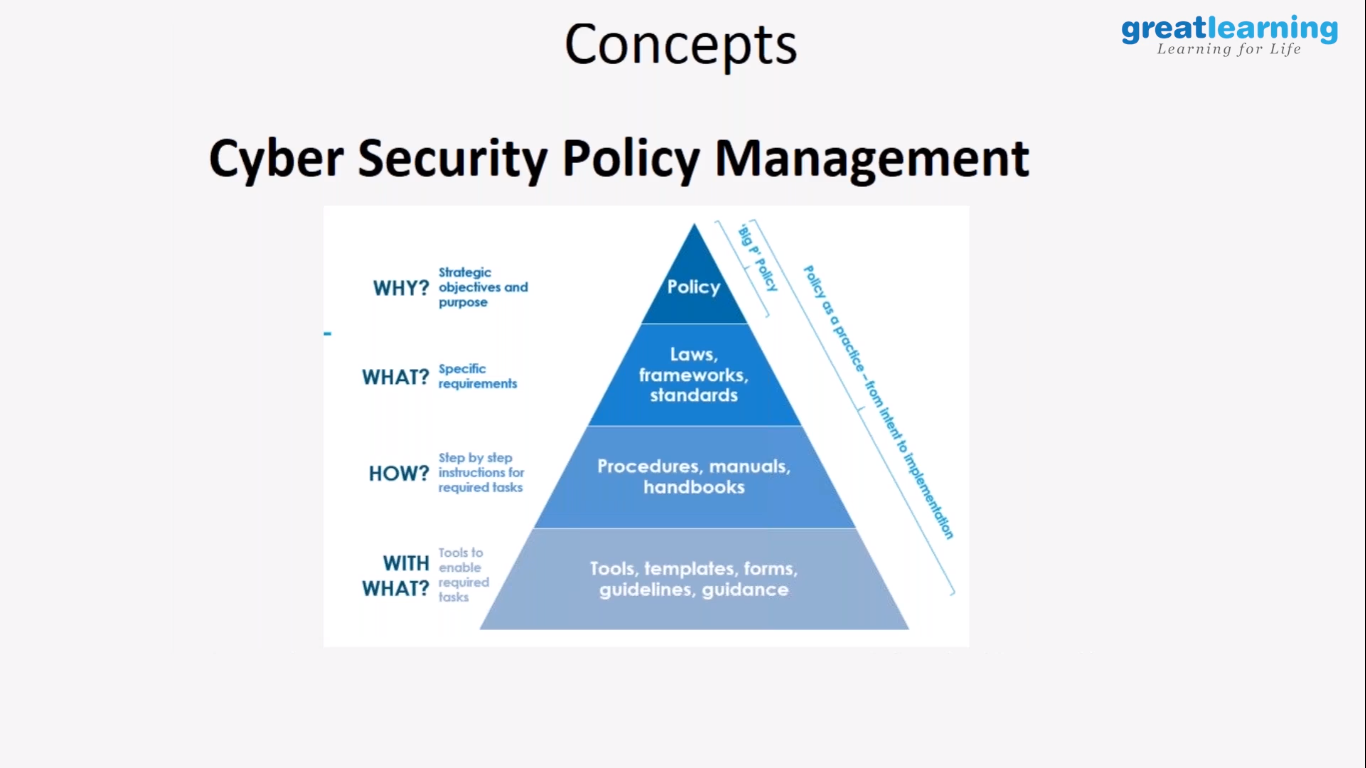 Concepts
greatlearning
Learning for Life
Cyber Security Policy Management
WHY?
Strategic
objectives and
purpose
Policy
'Big P' Policy
Policy as a practice – from intent to implementation
WHAT?
Specific
requirements
Laws,
frameworks,
standards
HOW?
Step by step
instructions for
required tasks
Procedures, manuals,
handbooks
WITH
WHAT?
Tools to
enable
required
tasks
Tools, templates, forms,
guidelines, guidance